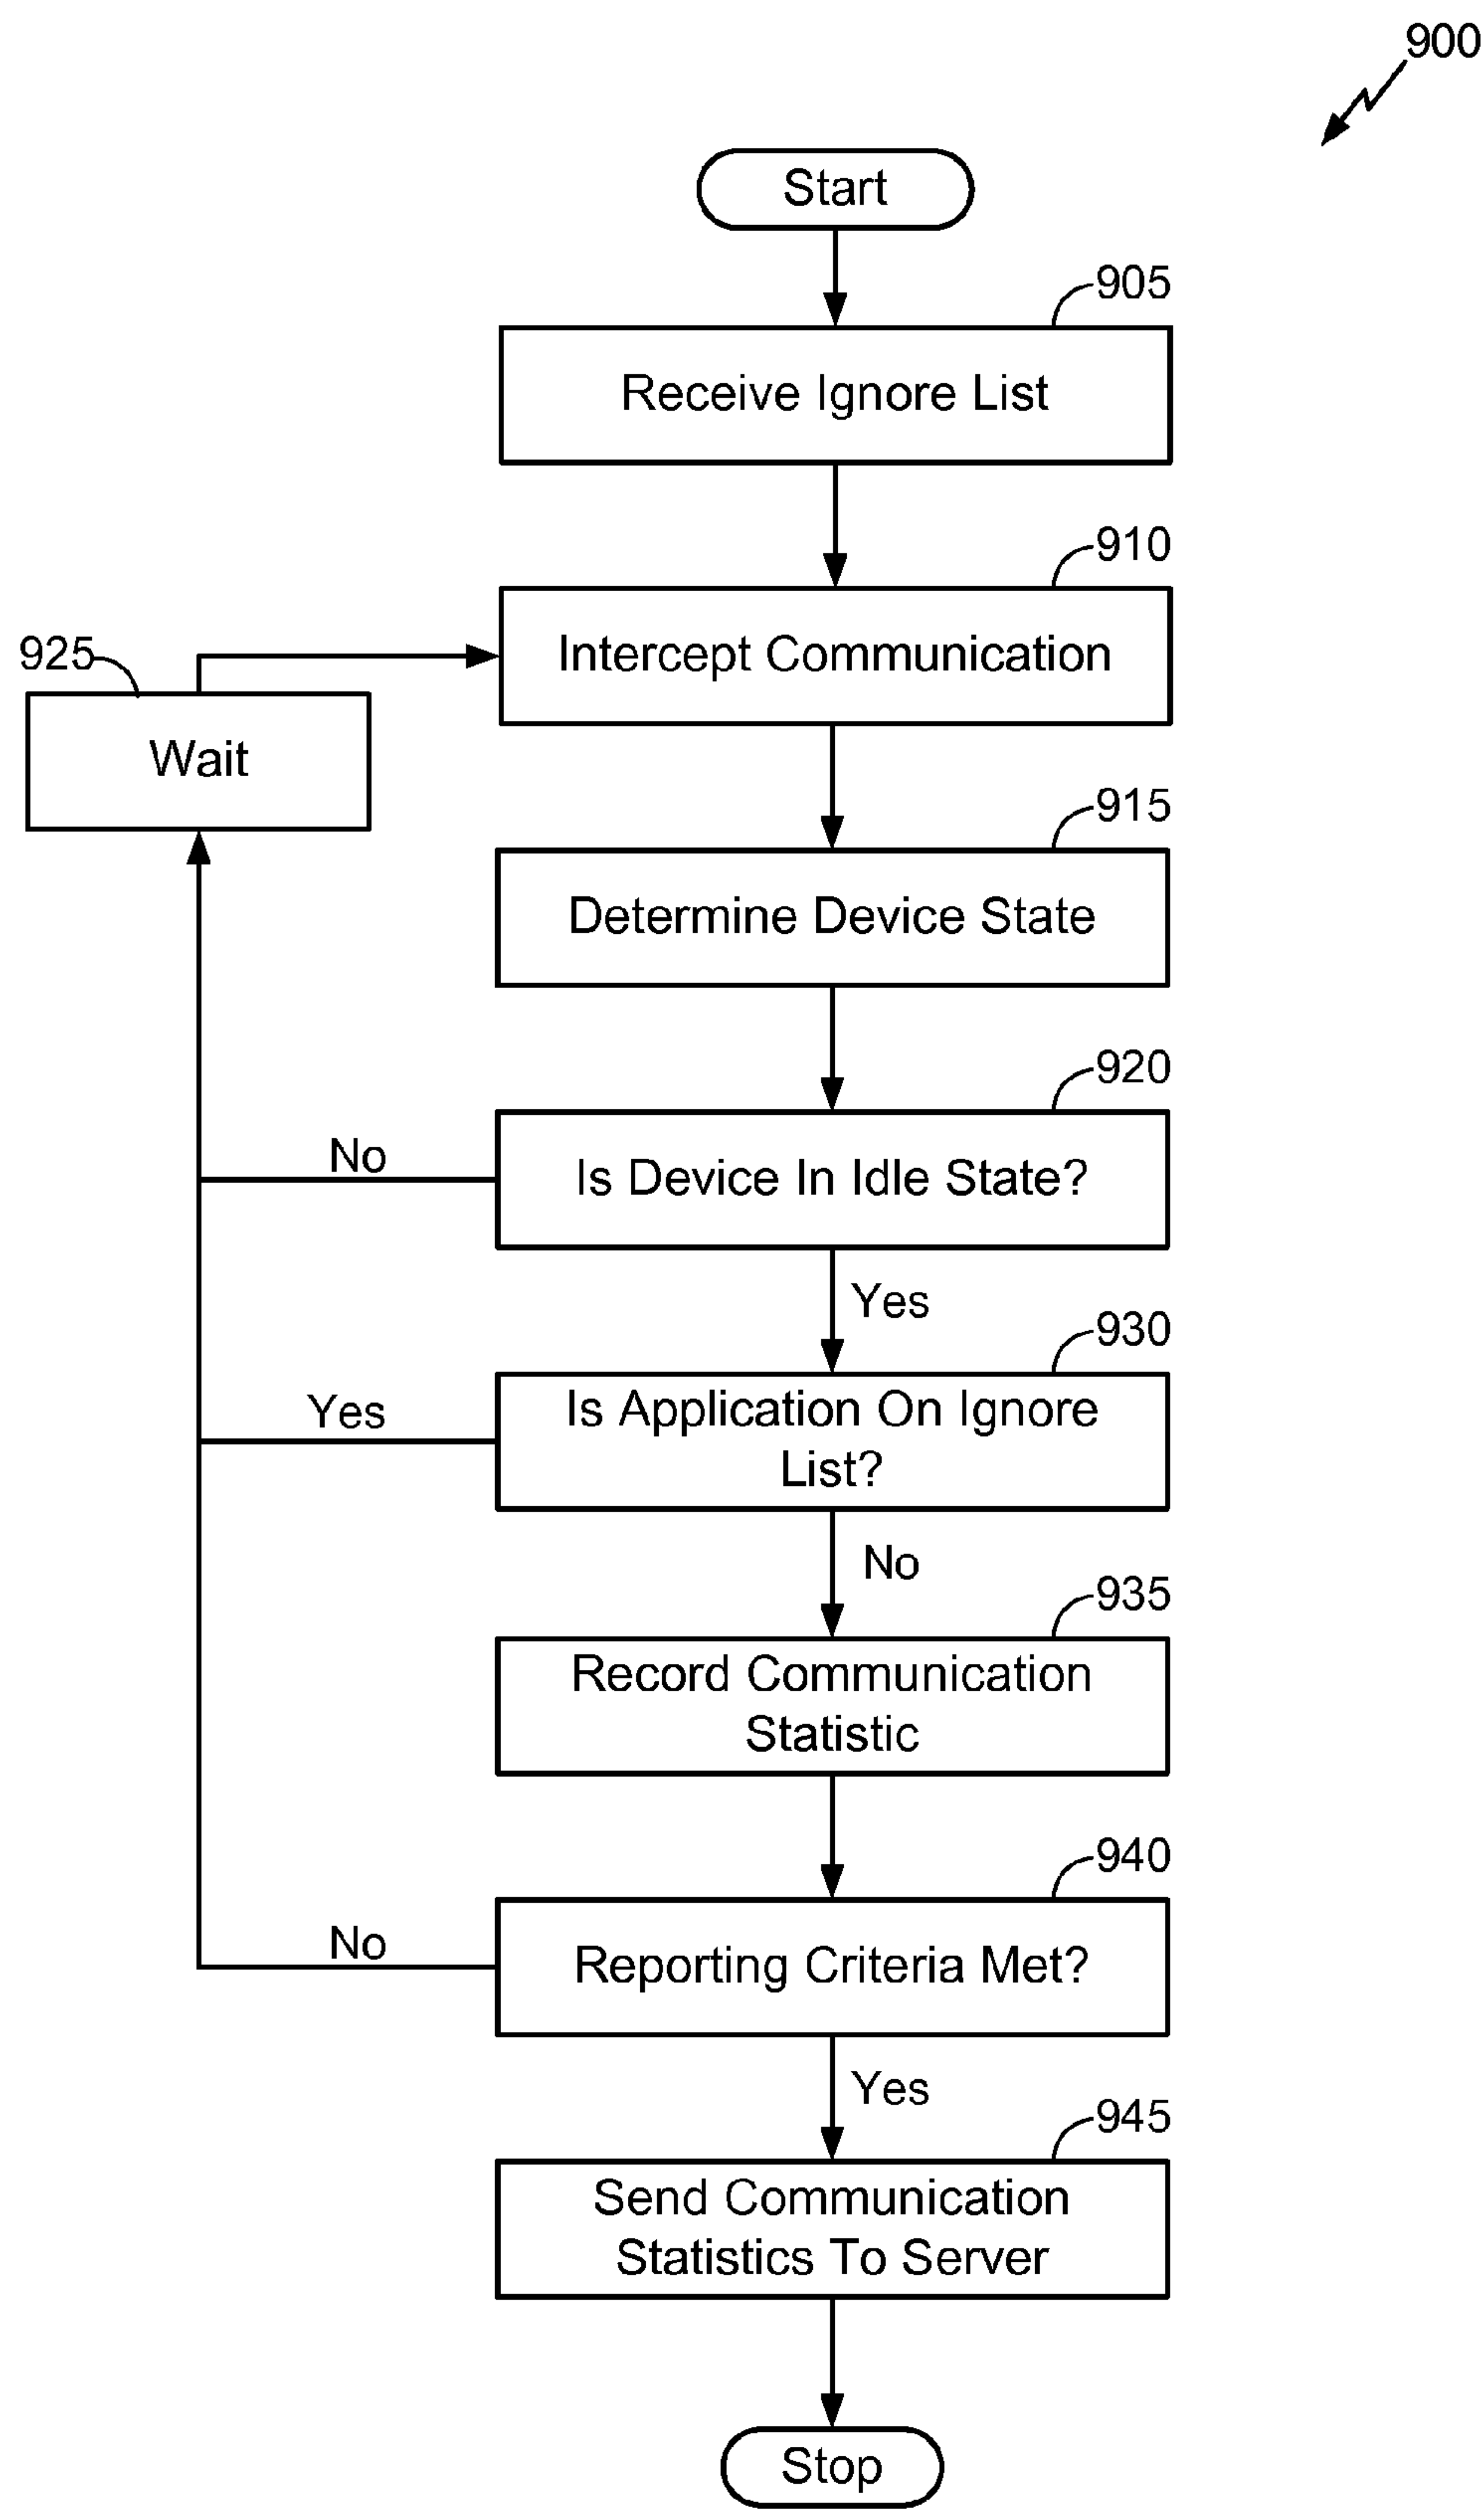 900
Start
905
Receive Ignore List
910
Intercept Communication
925
Wait
915
Determine Device State
920
Is Device In Idle State?
No
Yes
930
Is Application On Ignore
List?
Yes
No
935
Record Communication
Statistic
940
Reporting Criteria Met?
No
Yes
945
Send Communication
Statistics To Server
Stop